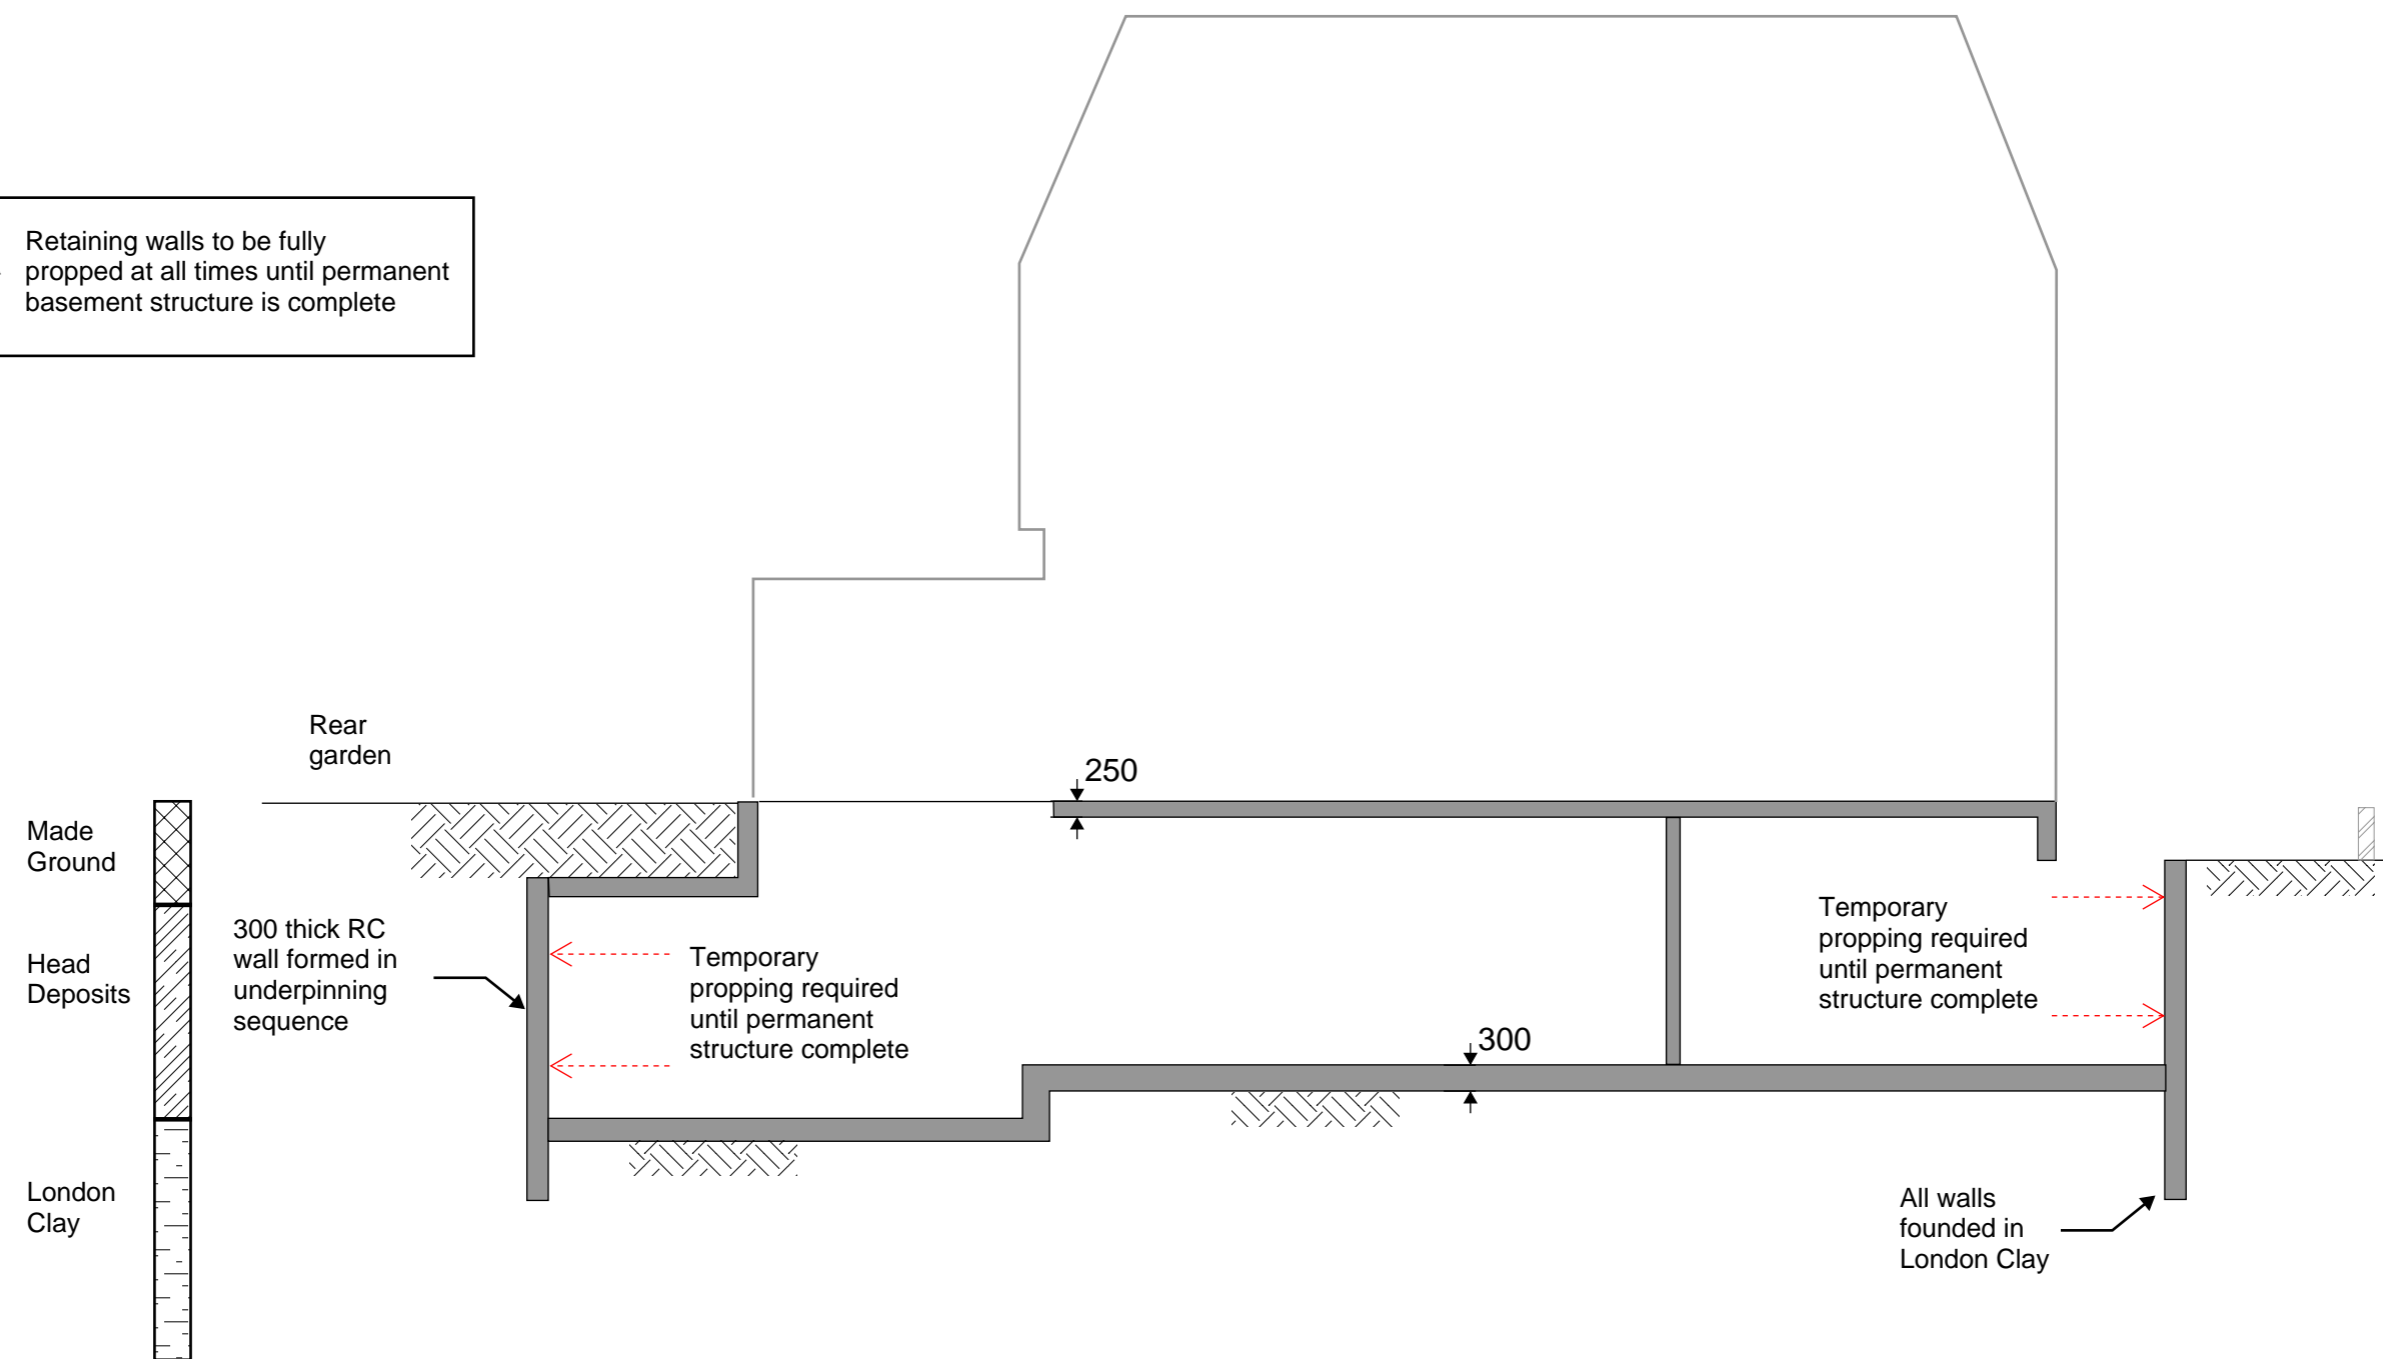 Retaining walls to be fully
propped at all times until permanent
basement structure is complete
Rear
garden
250
Made
Ground
300 thick RC
wall formed in
underpinning
sequence
Head
Deposits
Temporary
propping required
until permanent
structure complete
Temporary
propping required
until permanent
structure complete
300
London
Clay
All walls
founded in
London Clay